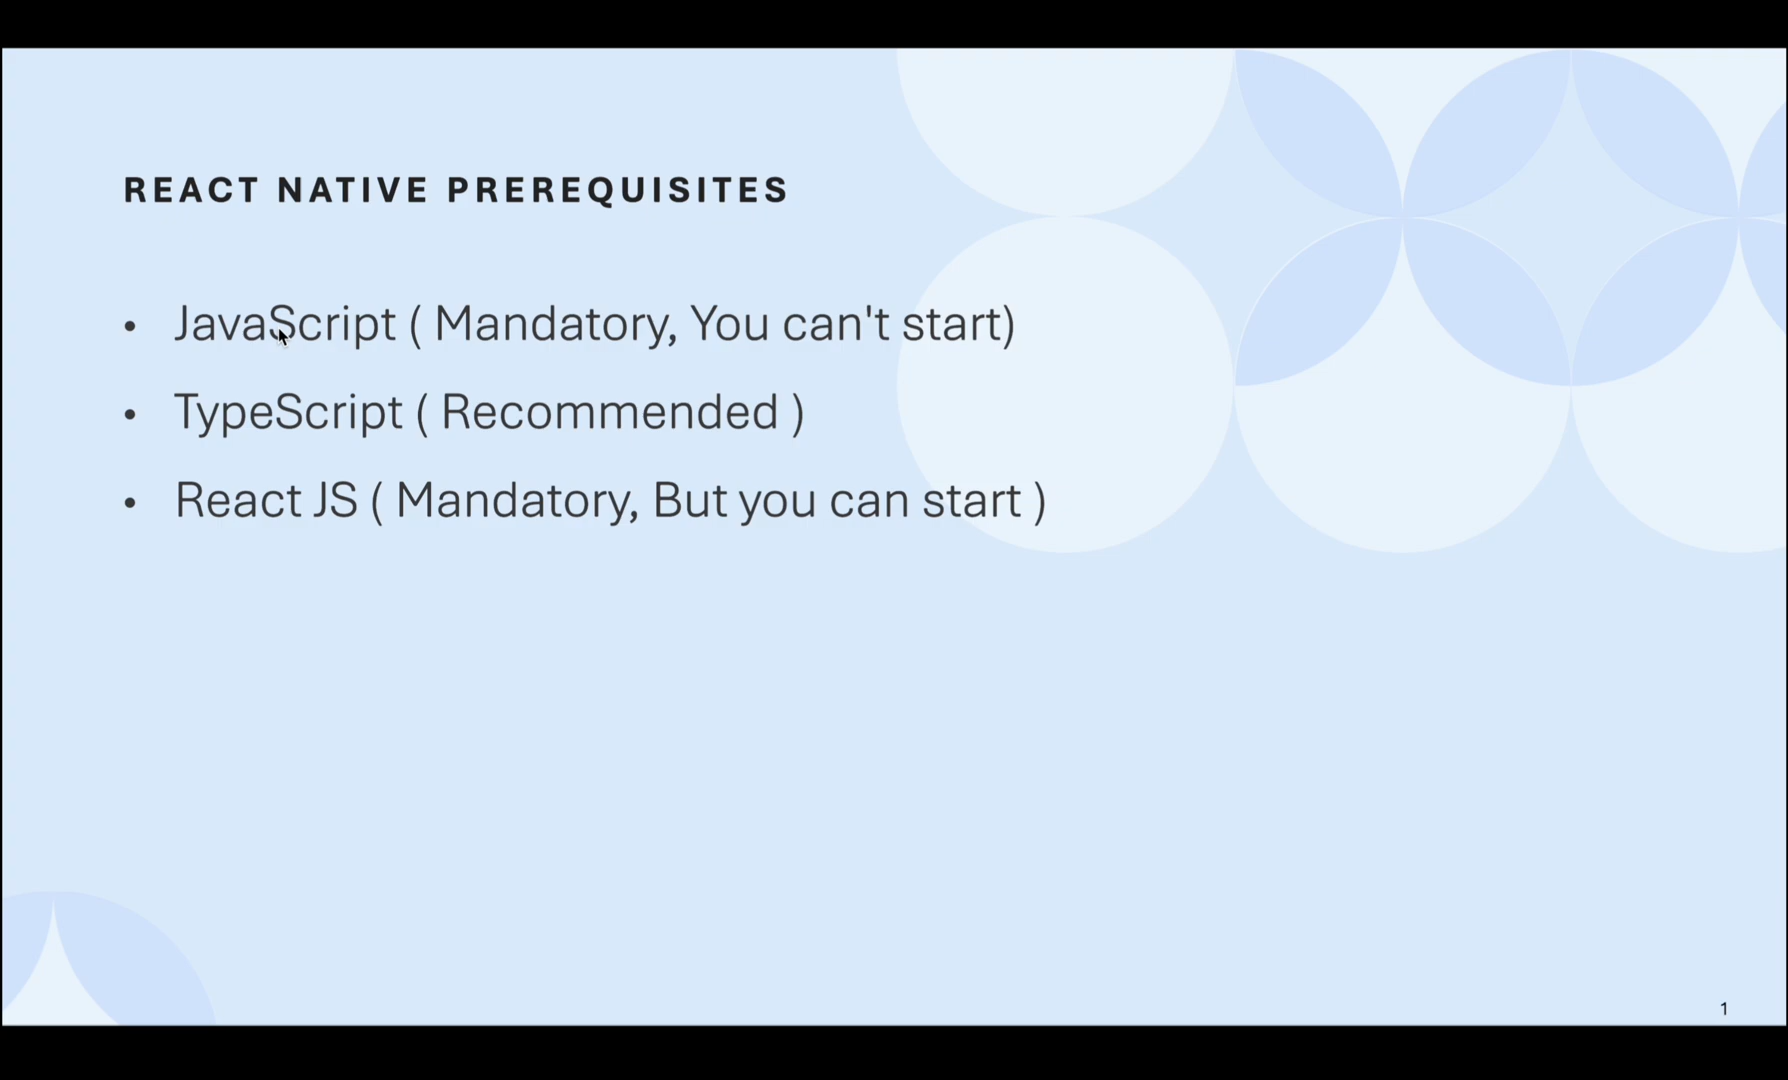 REACT NATIVE PREREQUISITES
• JavaScript ( Mandatory, You can't start)
• TypeScript ( Recommended )
• React JS ( Mandatory, But you can start )
1